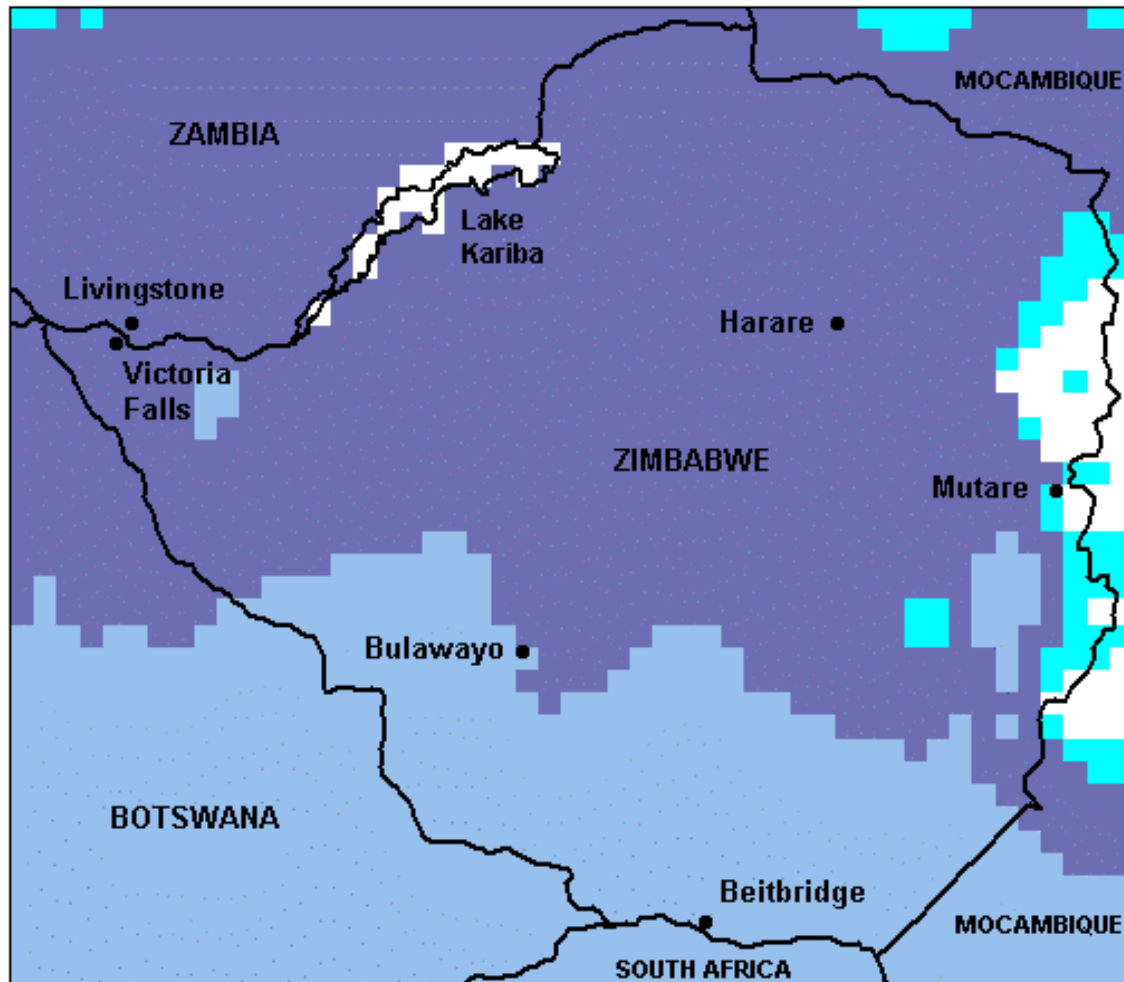 MOCAMBIQUE
ZAMBIA
Lake
Kariba
Livingstone
Harare
Victoria
Falls
ZIMBABWE
Mutare
Bulawayo
BOTSWANA
Beitbridge
MOCAMBIQUE
SOUTH AFRICA